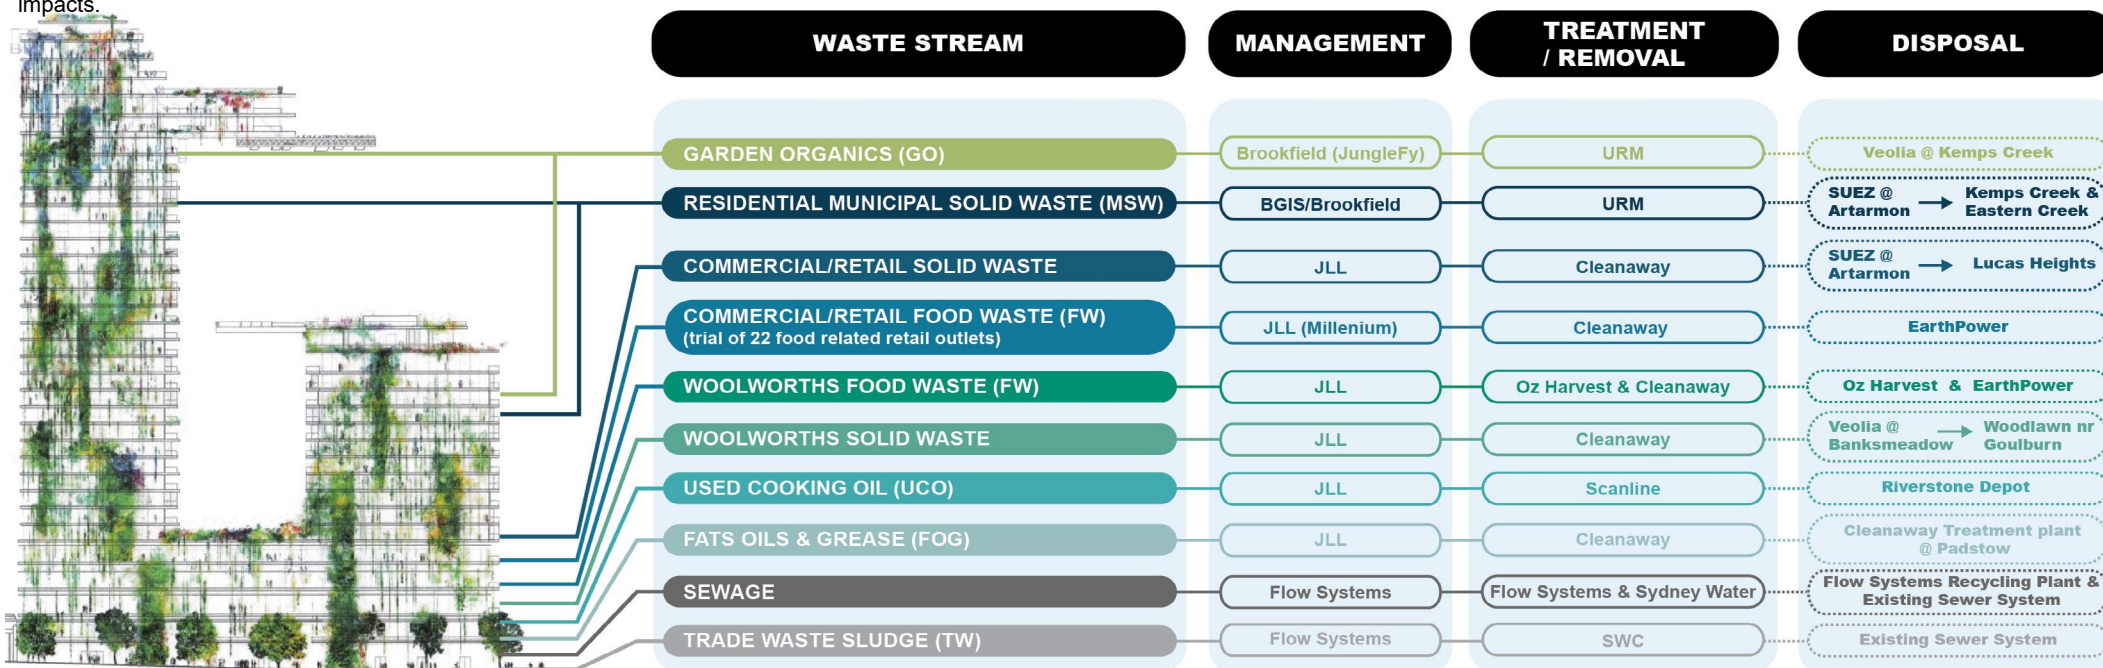 impacts.
WASTE STREAM
MANAGEMENT
TREATMENT
/ REMOVAL
DISPOSAL
GARDEN ORGANICS (GO)
Brookfield (JungleFy)
URM
Veolia @ Kemps Creek
RESIDENTIAL MUNICIPAL SOLID WASTE (MSW)
BGIS/Brookfield
URM
SUEZ @
Artarmon
Kemps Creek &
Eastern Creek
COMMERCIAL/RETAIL SOLID WASTE
JLL
Cleanaway
SUEZ @
Artarmon
Lucas Heights
COMMERCIAL/RETAIL FOOD WASTE (FW)
(trial of 22 food related retail outlets)
JLL (Millenium)
Cleanaway
EarthPower
WOOLWORTHS FOOD WASTE (FW)
JLL
Oz Harvest & Cleanaway
Oz Harvest & EarthPower
WOOLWORTHS SOLID WASTE
JLL
Cleanaway
Veolia @
Banksmeadow
Woodlawn nr
Goulburn
USED COOKING OIL (UCO)
JLL
Scanline
Riverstone Depot
FATS OILS & GREASE (FOG)
JLL
Cleanaway
Cleanaway Treatment plant
@ Padstow
SEWAGE
Flow Systems
Flow Systems & Sydney Water
Flow Systems Recycling Plant &
Existing Sewer System
TRADE WASTE SLUDGE (TW)
Flow Systems
SWC
Existing Sewer System